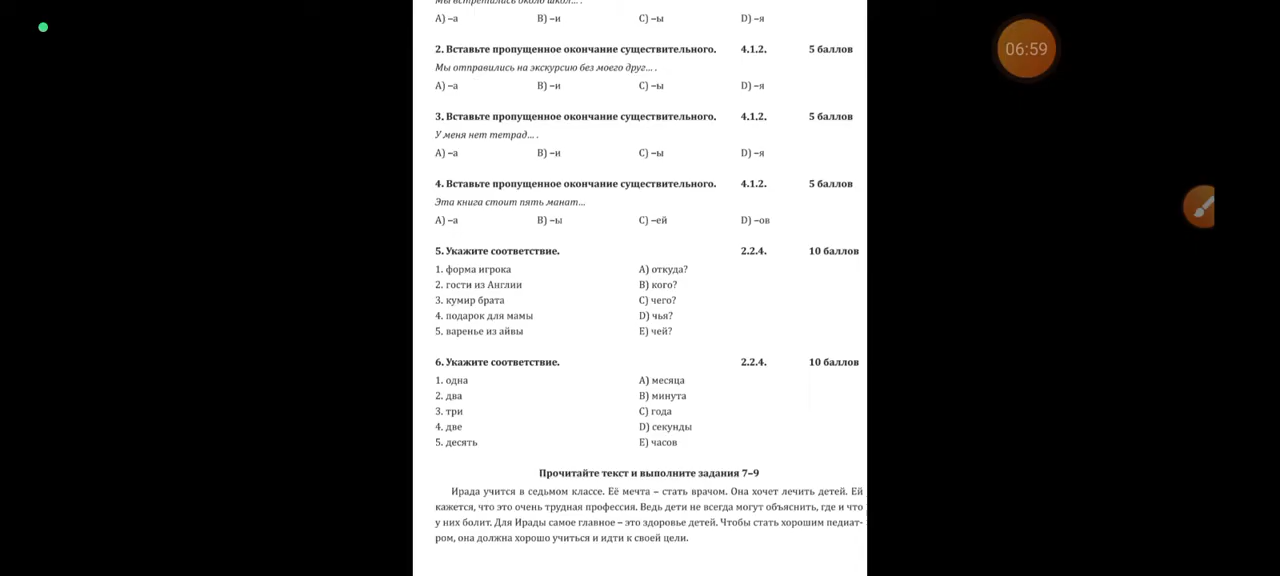 Мы встретились около школ... .
А) –а В) –и С) –ы D) –я
2. Вставьте пропущенное окончание существительного. 4.1.2. 5 баллов
Мы отправились на экскурсию без моего друг... .
А) –а В) –и С) –ы D) –я
3. Вставьте пропущенное окончание существительного. 4.1.2. 5 баллов
У меня нет тетрад... .
А) –а В) –и С) –ы D) –я
4. Вставьте пропущенное окончание существительного. 4.1.2. 5 баллов
Эта книга стоит пять манат...
А) –а В) –ы С) –ей D) –ов
5. Укажите соответствие. 2.2.4. 10 баллов
1. форма игрока А) откуда?
2. гости из Англии В) кого?
3. кумир брата С) чего?
4. подарок для мамы D) чья?
5. варенье из айвы Е) чей?
6. Укажите соответствие. 2.2.4. 10 баллов
1. одна А) месяца
2. два В) минута
3. три С) года
4. две D) секунды
5. десять Е) часов
Прочитайте текст и выполните задания 7–9
Ирада учится в седьмом классе. Её мечта – стать врачом. Она хочет лечить детей. Ей
кажется, что это очень трудная профессия. Ведь дети не всегда могут объяснить, где и что
у них болит. Для Ирады самое главное – это здоровье детей. Чтобы стать хорошим педиат-
ром, она должна хорошо учиться и идти к своей цели.
06:59